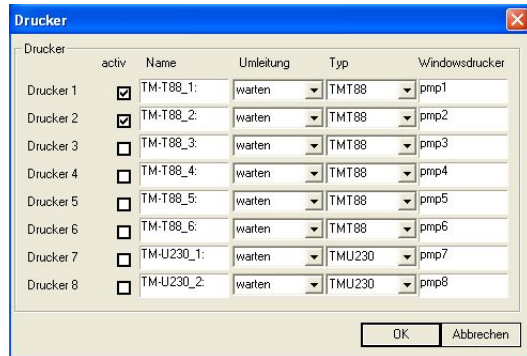 Drucker
Drucker
activ Name Umleitung Typ Windowsdrucker
Drucker 1 TM-T88_1: warten TMT88 pmp1
Drucker 2 TM-T88_2: warten TMT88 pmp2
Drucker 3 TM-T88_3: warten TMT88 pmp3
Drucker 4 TM-T88_4: warten TMT88 pmp4
Drucker 5 TM-T88_5: warten TMT88 pmp5
Drucker 6 TM-T88_6: warten TMT88 pmp6
Drucker 7 TM-U230_1: warten TMU230 pmp7
Drucker 8 TM-U230_2: warten TMU230 pmp8
OK Abbrechen